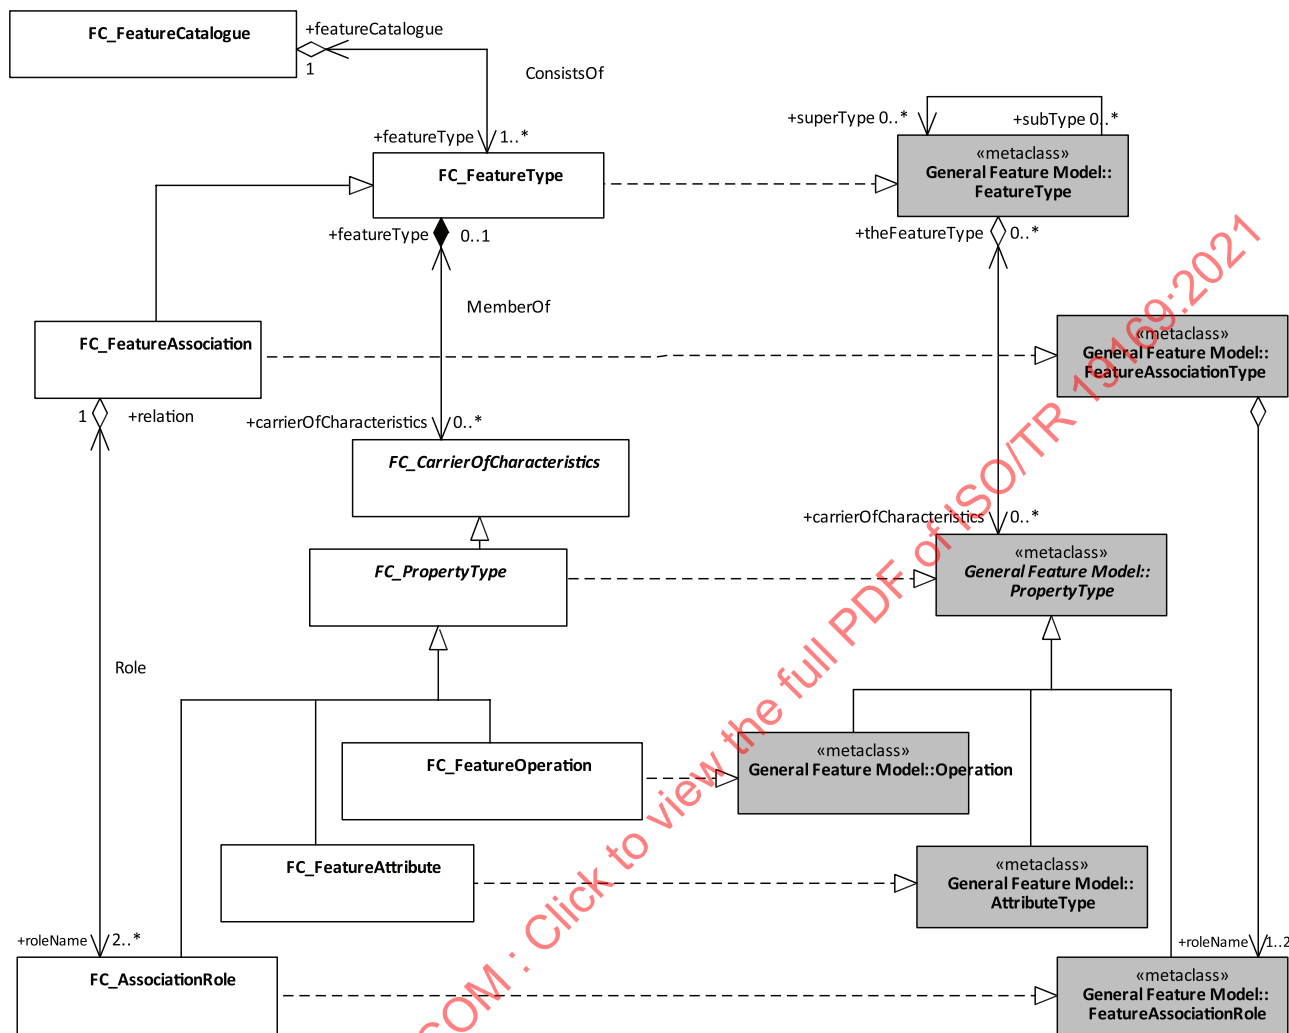 FC_FeatureCatalogue
+featureCatalogue
1
ConsistsOf
+featureType 1..*
FC_FeatureType
+superType 0..*
+subType 0..*
«metaclass»
General Feature Model::
FeatureType
+featureType 0..1
+theFeatureType 0..*
MemberOf
FC_FeatureAssociation
«metaclass»
General Feature Model::
FeatureAssociationType
1 +relation
+carrierOfCharacteristics 0..*
FC_CarrierOfCharacteristics
+carrierOfCharacteristics 0..*
FC_PropertyType
«metaclass»
General Feature Model::
PropertyType
Role
FC_FeatureOperation
«metaclass»
General Feature Model::Operation
FC_FeatureAttribute
«metaclass»
General Feature Model::
AttributeType
+roleName 2..*
+roleName 1..2
FC_AssociationRole
«metaclass»
General Feature Model::
FeatureAssociationRole
COM : Click to view the full PDF of ISO/TR 19169:2021